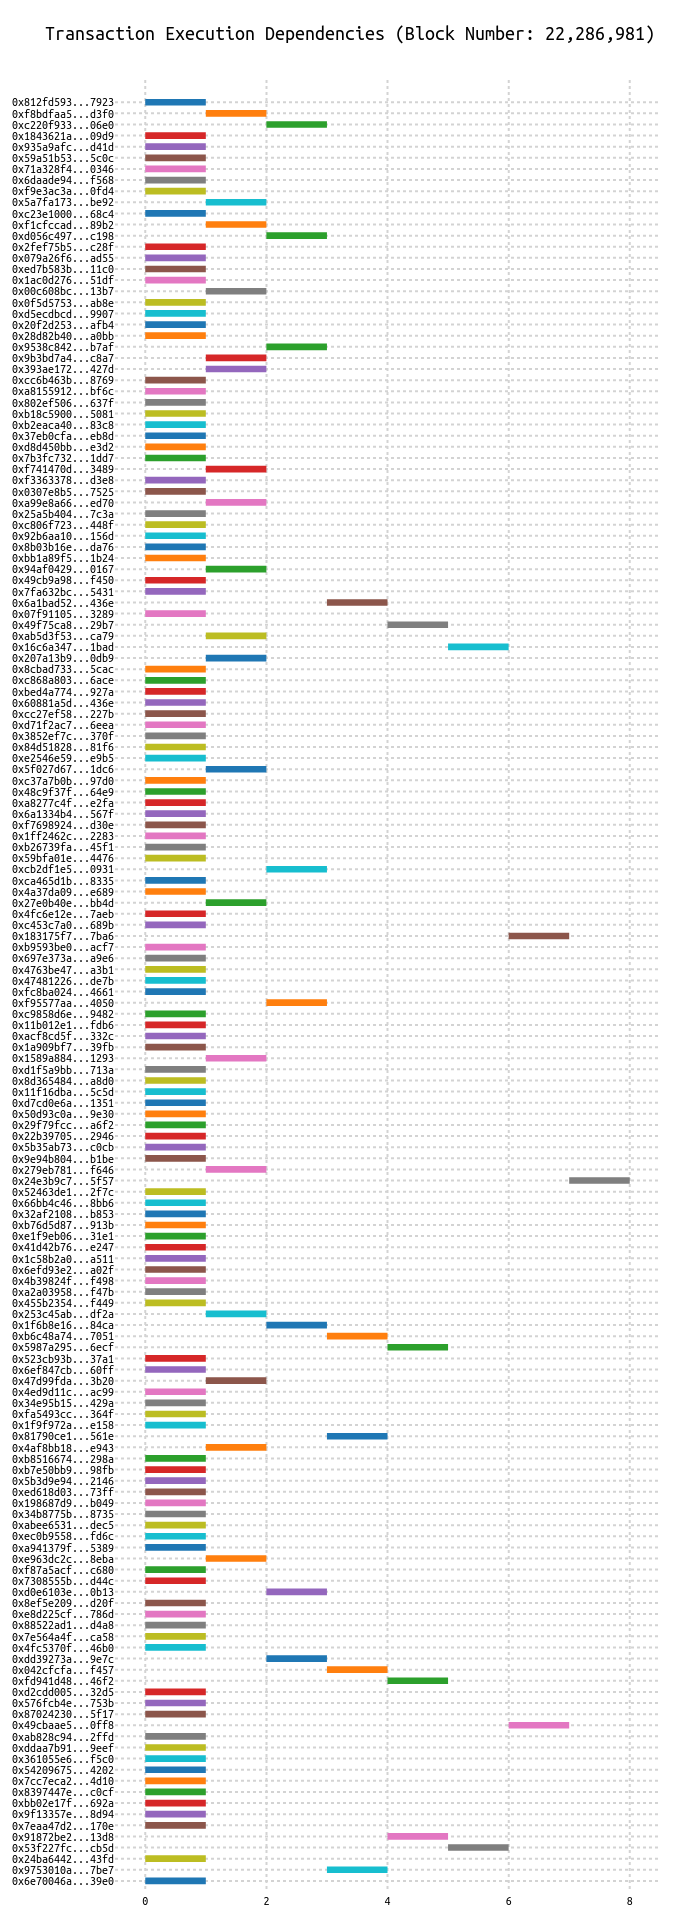 Transaction Execution Dependencies (Block Number: 22,286,981)
0x812fd593...7923
0xf8bdfaa5...d3f0
0xc220f933...06e0
0x1843621a...09d9
0x935a9afc...d41d
0x59a51b53...5c0c
0x71a328f4...0346
0x6daade94...f568
0xf9e3ac3a...0fd4
0x5a7fa173...be92
0xc23e1000...68c4
0xf1cfccad...89b2
0xd056c497...c198
0x2fef75b5...c28f
0x079a26f6...ad55
0xed7b583b...11c0
0x1ac0d276...51df
0x00c608bc...13b7
0x0f5d5753...ab8e
0xd5ecdbcd...9907
0x20f2d253...afb4
0x28d82b40...a0bb
0x9538c842...b7af
0x9b3bd7a4...c8a7
0x393ae172...427d
0xcc6b463b...8769
0xa8155912...bf6c
0x802ef506...637f
0xb18c5900...5081
0xb2eaca40...83c8
0x37eb0cfa...eb8d
0xd8d450bb...e3d2
0x7b3fc732...1dd7
0xf741470d...3489
0xf3363378...d3e8
0x0307e8b5...7525
0xa99e8a66...ed70
0x25a5b404...7c3a
0xc806f723...448f
0x92b6aa10...156d
0x8b03b16e...da76
0xbb1a89f5...1b24
0x94af0429...0167
0x49cb9a98...f450
0x7fa632bc...5431
0x6a1bad52...436e
0x07f91105...3289
0x49f75ca8...29b7
0xab5d3f53...ca79
0x16c6a347...1bad
0x207a13b9...0db9
0x8cbad733...5cac
0xc868a803...6ace
0xbed4a774...927a
0x60881a5d...436e
0xcc27ef58...227b
0xd71f2ac7...6eea
0x3852ef7c...370f
0x84d51828...81f6
0xe2546e59...e9b5
0x5f027d67...1dc6
0xc37a7b0b...97d0
0x48c9f37f...64e9
0xa8277c4f...e2fa
0x6a1334b4...567f
0xf7698924...d30e
0x1ff2462c...2283
0xb26739fa...45f1
0x59bfa01e...4476
0xcb2df1e5...0931
0xca465d1b...8335
0x4a37da09...e689
0x27e0b40e...bb4d
0x4fc6e12e...7aeb
0xc453c7a0...689b
0x183175f7...7ba6
0xb9593be0...acf7
0x697e373a...a9e6
0x4763be47...a3b1
0x47481226...de7b
0xfc8ba024...4661
0xf95577aa...4050
0xc9858d6e...9482
0x11b012e1...fdb6
0xacf8cd5f...332c
0x1a909bf7...39fb
0x1589a884...1293
0xd1f5a9bb...713a
0x8d365484...a8d0
0x11f16dba...5c5d
0xd7cd0e6a...1351
0x50d93c0a...9e30
0x29f79fcc...a6f2
0x22b39705...2946
0x5b35ab73...c0cb
0x9e94b804...b1be
0x279eb781...f646
0x24e3b9c7...5f57
0x52463de1...2f7c
0x66bb4c46...8bb6
0x32af2108...b853
0xb76d5d87...913b
0xe1f9eb06...31e1
0x41d42b76...e247
0x1c58b2a0...a511
0x6efd93e2...a02f
0x4b39824f...f498
0xa2a03958...f47b
0x455b2354...f449
0x253c45ab...df2a
0x1f6b8e16...84ca
0xb6c48a74...7051
0x5987a295...6ecf
0x523cb93b...37a1
0x6ef847cb...60ff
0x47d99fda...3b20
0x4ed9d11c...ac99
0x34e95b15...429a
0xfa5493cc...364f
0x1f9f972a...e158
0x81790ce1...561e
0x4af8bb18...e943
0xb8516674...298a
0xb7e50bb9...98fb
0x5b3d9e94...2146
0xed618d03...73ff
0x198687d9...b049
0x34b8775b...8735
0xabee6531...dec5
0xec0b9558...fd6c
0xa941379f...5389
0xe963dc2c...8eba
0xf87a5acf...c680
0x7308555b...d44c
0xd0e6103e...0b13
0x8ef5e209...d20f
0xe8d225cf...786d
0x88522ad1...d4a8
0x7e564a4f...ca58
0x4fc5370f...46b0
0xdd39273a...9e7c
0x042cfcfa...f457
0xfd941d48...46f2
0xd2cdd005...32d5
0x576fcb4e...753b
0x87024230...5f17
0x49cbaae5...0ff8
0xab828c94...2ffd
0xddaa7b91...9eef
0x361055e6...f5c0
0x54209675...4202
0x7cc7eca2...4d10
0x8397447e...c0cf
0xbb02e17f...692a
0x9f13357e...8d94
0x7eaa47d2...170e
0x91872be2...13d8
0x53f227fc...cb5d
0x24ba6442...43fd
0x9753010a...7be7
0x6e70046a...39e0
0 2 4 6 8